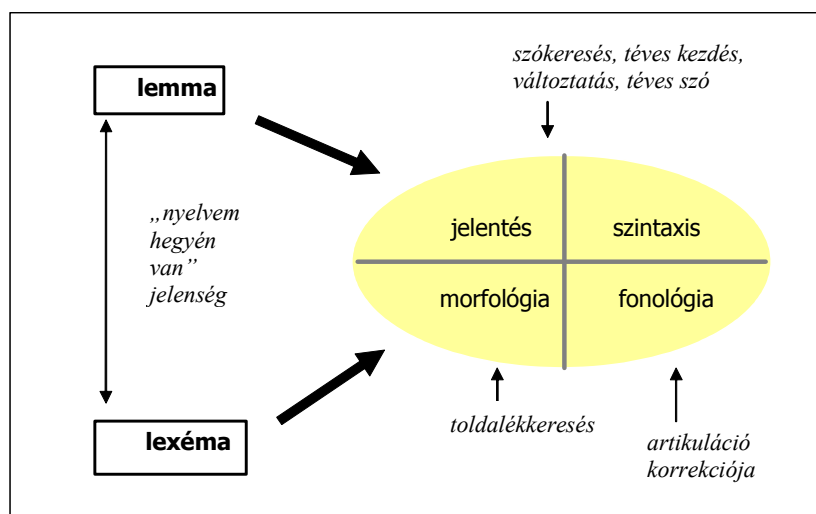 szókeresés, téves kezdés,
változtatás, téves szó
lemma
„nyelvem
hegyén
van”
jelenség
jelentés
szintaxis
morfológia
fonológia
lexéma
toldalékkeresés
artikuláció
korrekciója